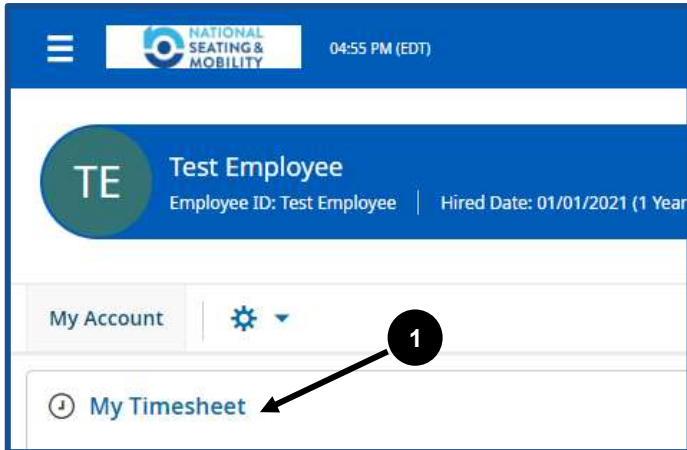 NATIONAL
SEATING &
MOBILITY
04:55 PM (EDT)
TE
Test Employee
Employee ID: Test Employee
Hired Date: 01/01/2021 (1 Year
My Account
1
My Timesheet